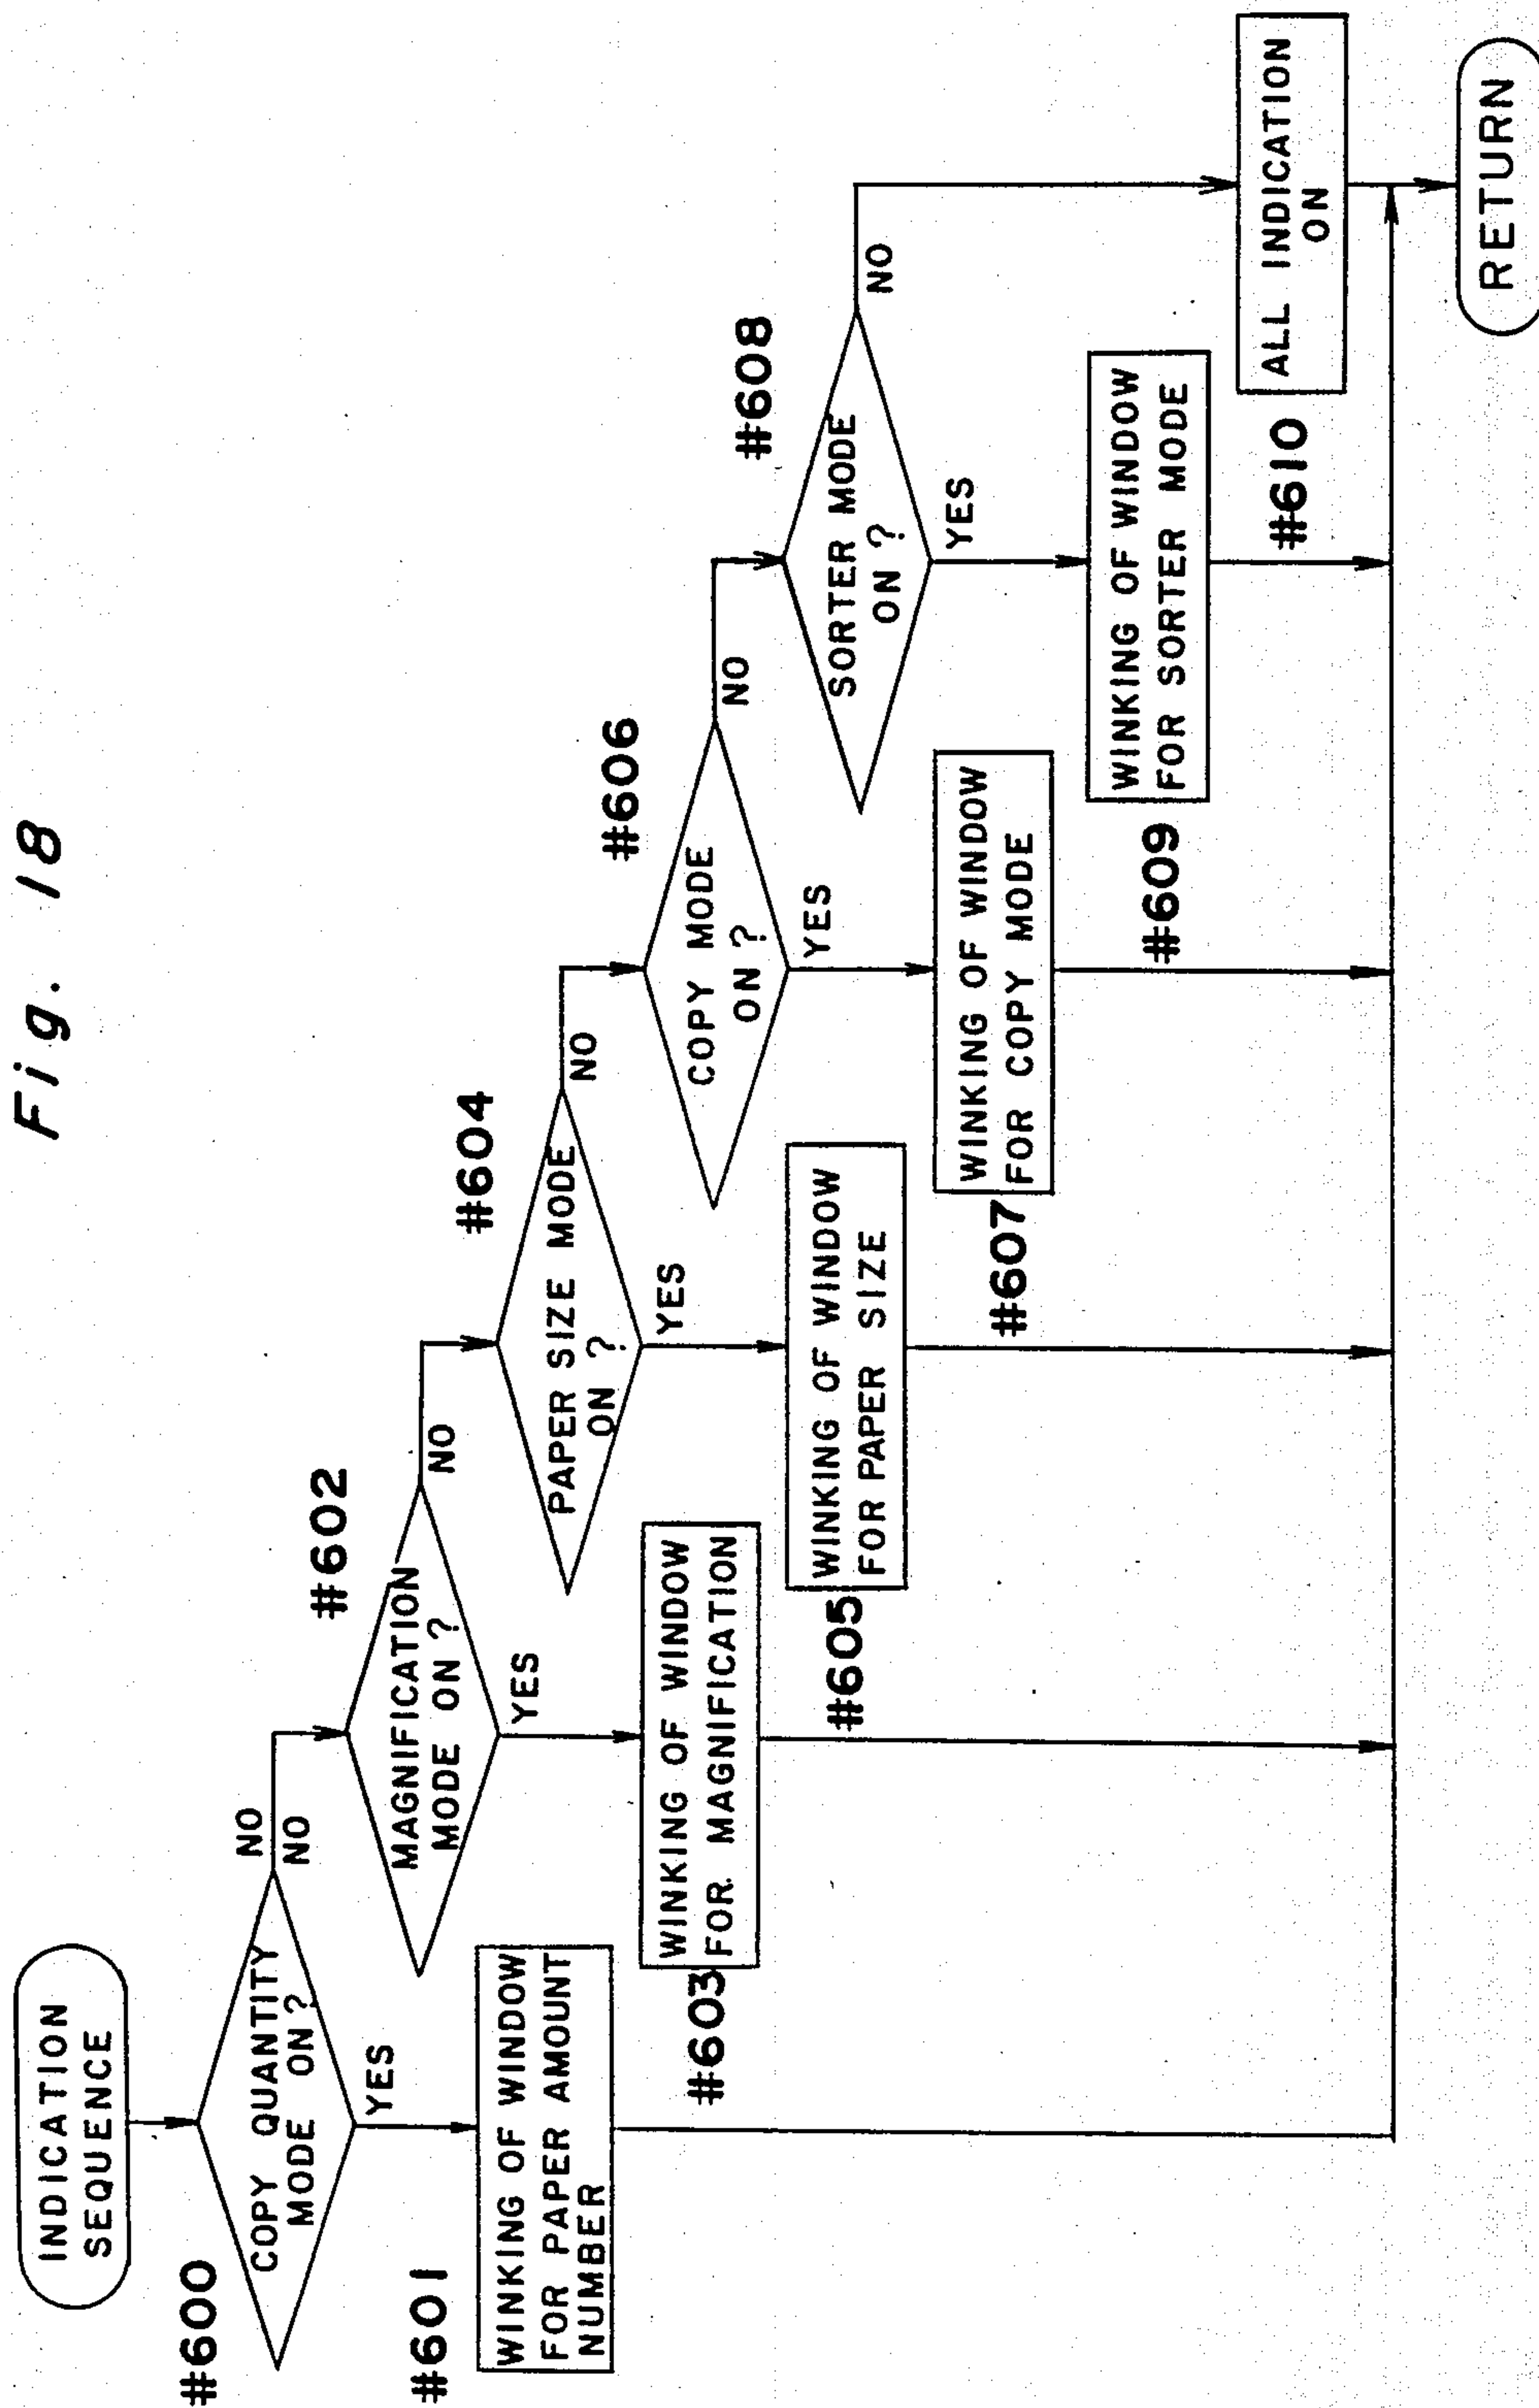 Fig. 18
INDICATION
SEQUENCE
#600
COPY QUANTITY
MODE ON?
NO
NO
YES
#601
WINKING OF WINDOW
FOR PAPER AMOUNT
NUMBER
#602
MAGNIFICATION
MODE ON?
NO
YES
#603
WINKING OF WINDOW
FOR MAGNIFICATION
#604
PAPER SIZE MODE
ON ?
NO
YES
#605
WINKING OF WINDOW
FOR PAPER SIZE
#606
COPY MODE
ON ?
NO
YES
#607
WINKING OF WINDOW
FOR COPY MODE
#608
SORTER MODE
ON ?
NO
YES
#609
WINKING OF WINDOW
FOR SORTER MODE
#610
ALL INDICATION
ON
RETURN